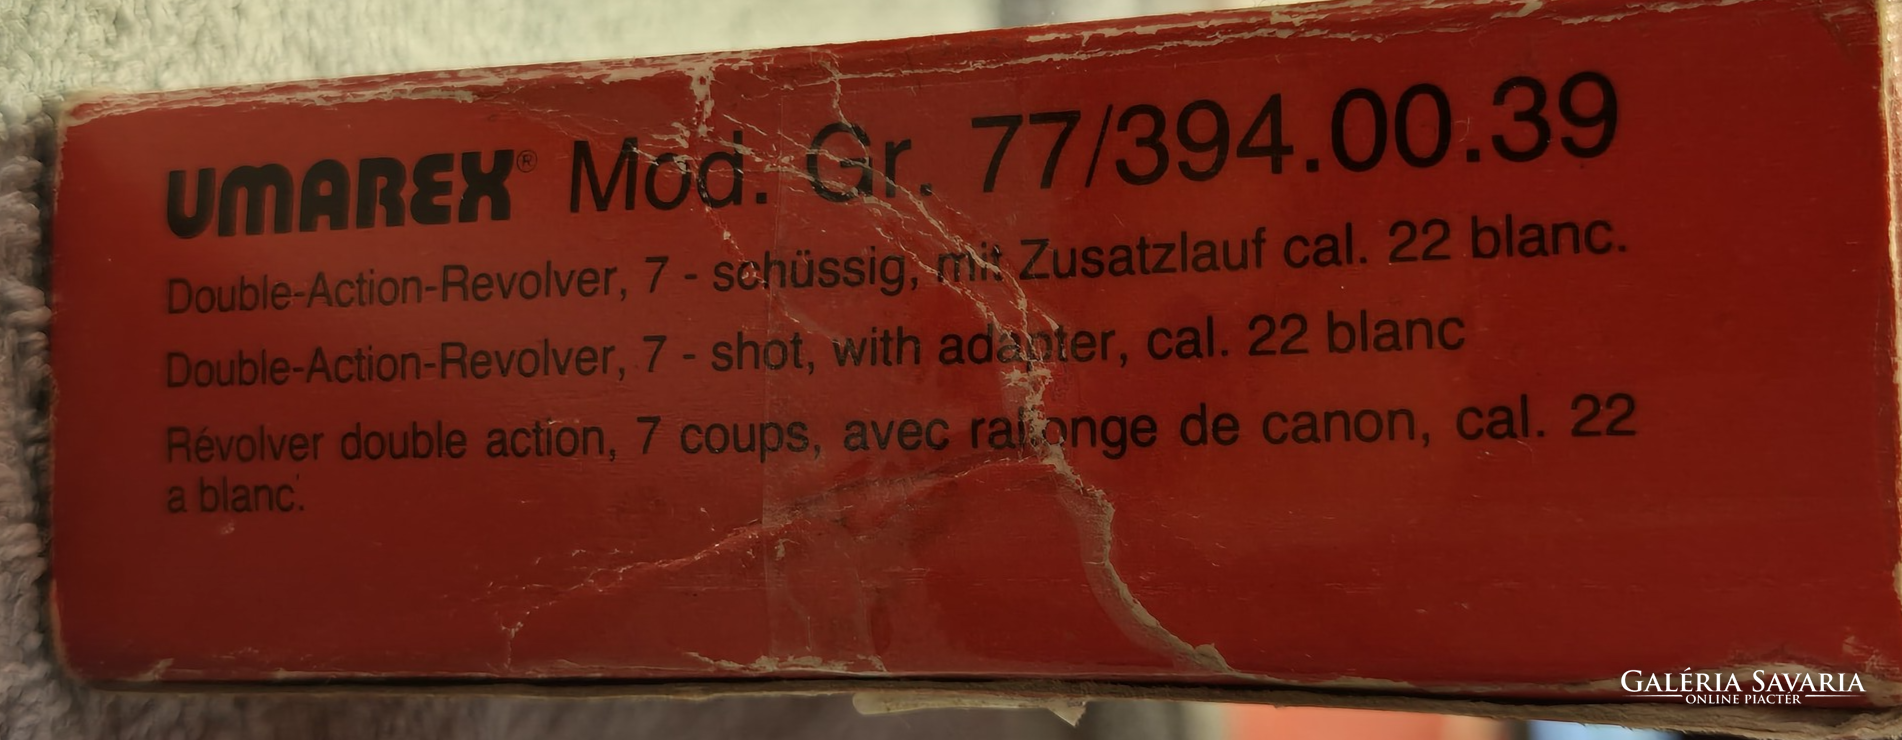 UMAREX® Mod. Gr. 77/394.00.39
Double-Action-Revolver, 7 - schüssig, mit Zusatzlauf cal. 22 blanc.
Double-Action-Revolver, 7 - shot, with adapter, cal. 22 blanc
Révolver double action, 7 coups, avec rallonge de canon, cal. 22
a blanc.
GALÉRIA SAVARIA
ONLINE PIACTÉR